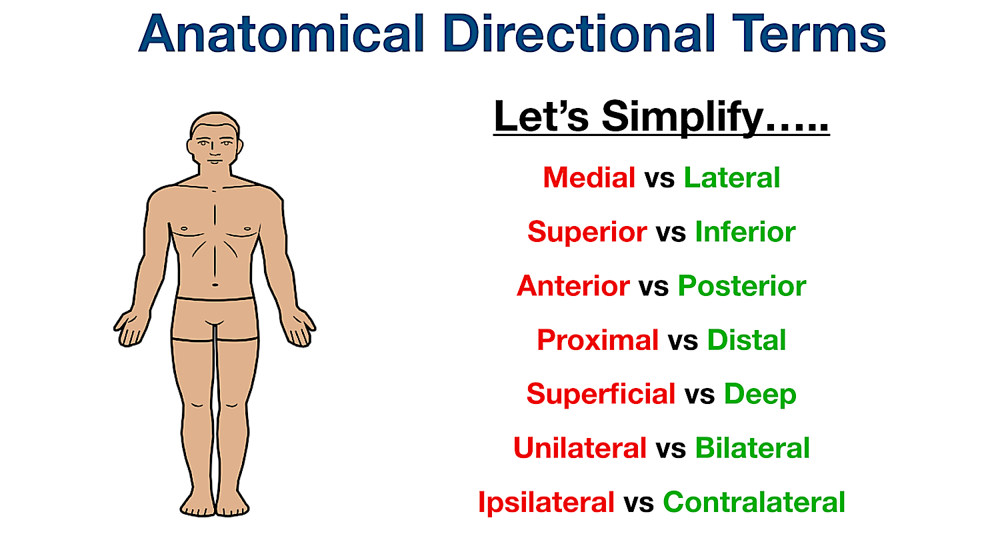 Anatomical Directional Terms
Let's Simplify…..
Medial vs Lateral
Superior vs Inferior
Anterior vs Posterior
Proximal vs Distal
Superficial vs Deep
Unilateral vs Bilateral
Ipsilateral vs Contralateral